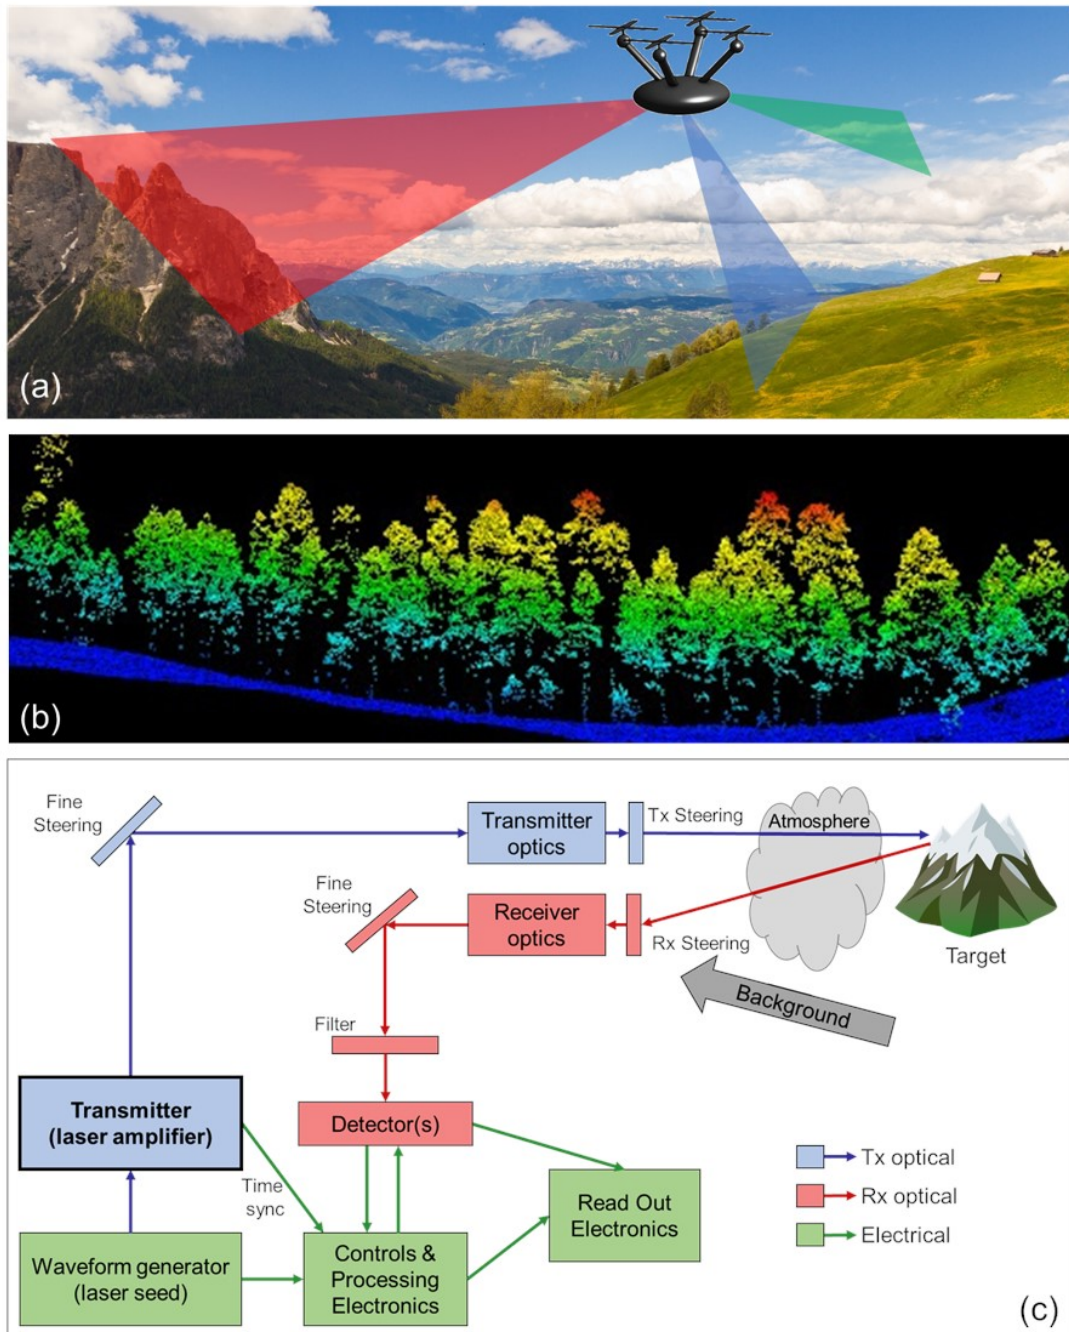 (a)
(b)
Fine
Steering
Transmitter
optics
Tx Steering
Atmosphere
Fine
Steering
Receiver
optics
Rx Steering
Target
Background
Filter
Transmitter
(laser amplifier)
Detector(s)
Time
sync
Read Out
Electronics
Waveform generator
(laser seed)
Controls &
Processing
Electronics
Tx optical
Rx optical
Electrical
(c)